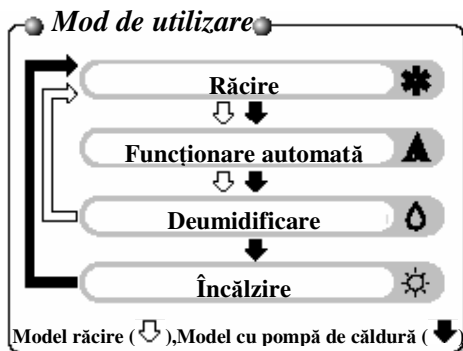 Mod de utilizare
Răcire
Funcționare automată
Deumidificare
Încălzire
Model răcire ( ),Model cu pompă de căldură ( )